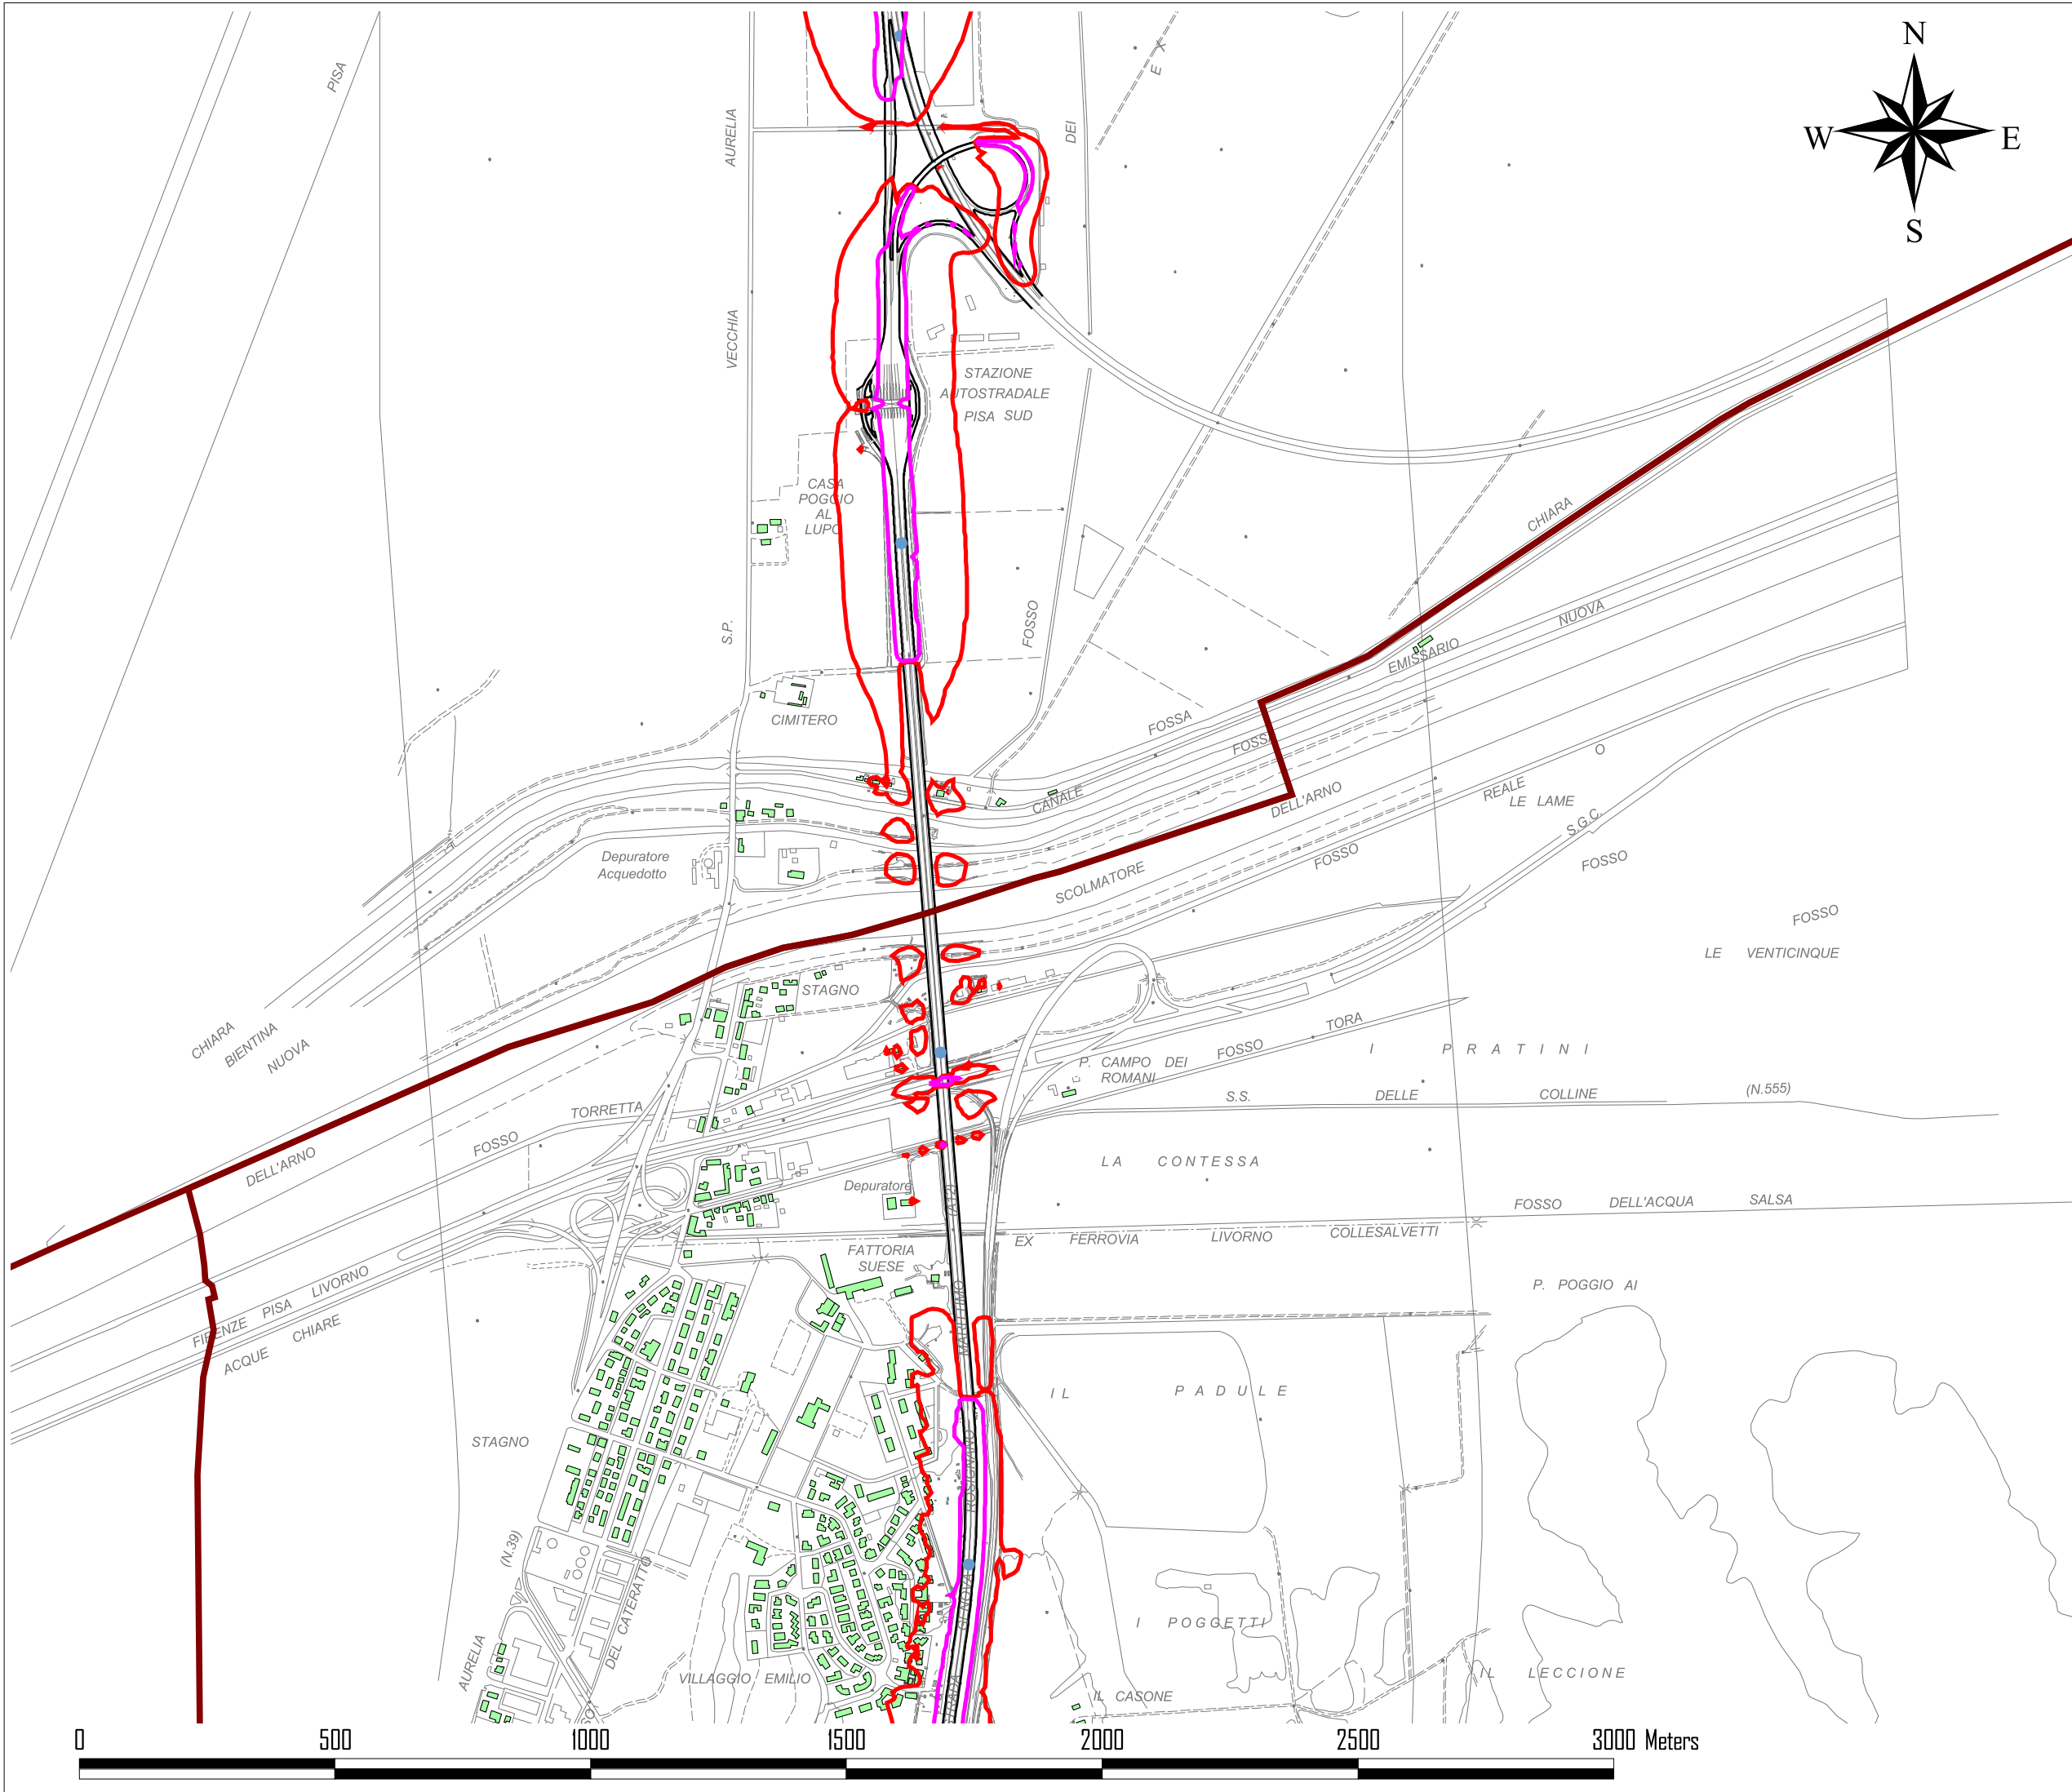 N
W E
S
PISA
AURELIA
VECCHIA
S.P.
E X
DEI
FOSSO
STAZIONE
AUTOSTRADALE
PISA SUD
CASA
POGGIO
AL
LUPO
CIMITERO
CHIARA
NUOVA
EMISSARIO
FOSSA
FOSSA
CANALE
DELL'ARNO
SCOLMATORE
REALE
FOSSO
O
LE LAME
S.G.C.
FOSSO
FOSSO
LE VENTICINQUE
Depuratore
Acquedotto
STAGNO
CHIARA
BIENTINA
NUOVA
TORRETTA
FOSSO
DELL'ARNO
P. CAMPO DEI
ROMANI
FOSSO
TORA
I PRATINI
S.S. DELLE COLLINE (N.555)
LA CONTESSA
Depuratore
FOSSO DELL'ACQUA SALSA
EX FERROVIA LIVORNO COLLESALVETTI
FATTORIA
SUESE
P. POGGIO AI
FIRENZE PISA LIVORNO
ACQUE CHIARE
MARITTIMO
ROSIGNANO
IL PADULE
STAGNO
(N.39)
AURELIA
DEL CATERATTO
VILLAGGIO EMILIO
I POGGETTI
IL CASONE
IL LECCIONE
0 500 1000 1500 2000 2500 3000 Meters